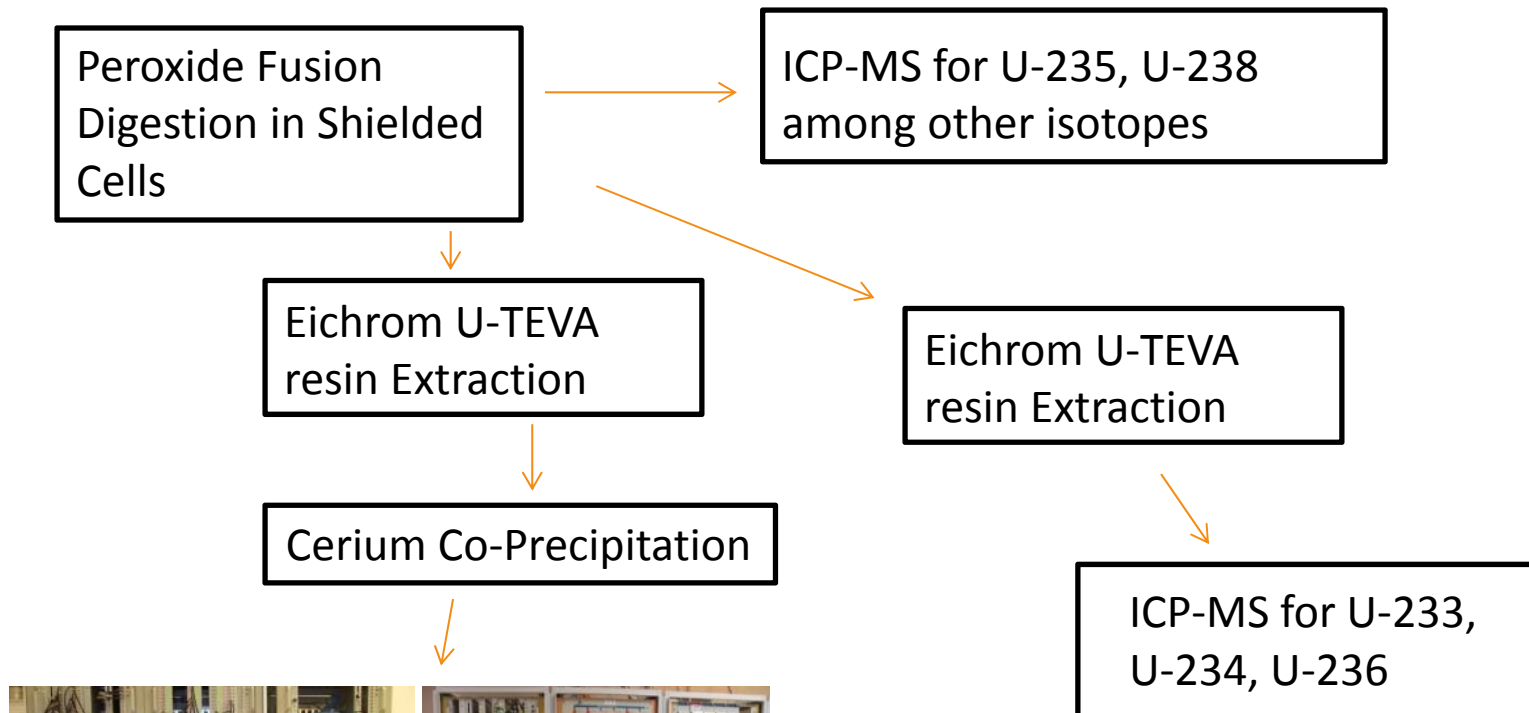 Peroxide Fusion
Digestion in Shielded
Cells
ICP-MS for U-235, U-238
among other isotopes
Eichrom U-TEVA
resin Extraction
Eichrom U-TEVA
resin Extraction
Cerium Co-Precipitation
ICP-MS for U-233,
U-234, U-236